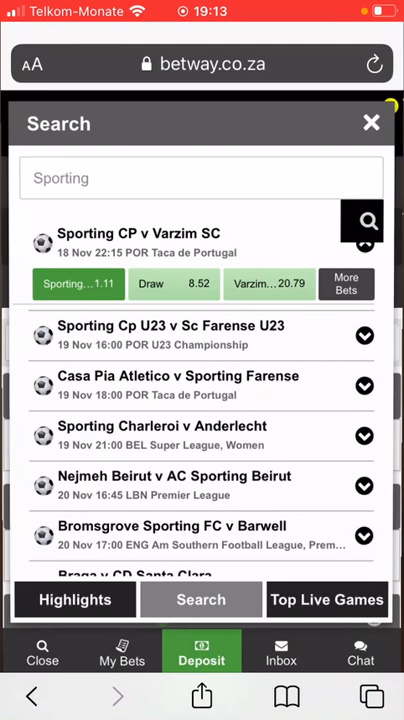 Telkom-Monate
19:13
AA
betway.co.za
Search
Sporting
Sporting CP v Varzim SC
18 Nov 22:15 POR Taca de Portugal
Sporting... 1.11
Draw 8.52
Varzim... 20.79
More Bets
Sporting Cp U23 v Sc Farense U23
19 Nov 16:00 POR U23 Championship
Casa Pia Atletico v Sporting Farense
19 Nov 18:00 POR Taca de Portugal
Sporting Charleroi v Anderlecht
19 Nov 21:00 BEL Super League, Women
Nejmeh Beirut v AC Sporting Beirut
20 Nov 16:45 LBN Premier League
Bromsgrove Sporting FC v Barwell
20 Nov 17:00 ENG Am Southern Football League, Prem...
Braga v CD Santa Clara
Highlights
Search
Top Live Games
Close
My Bets
Deposit
Inbox
Chat